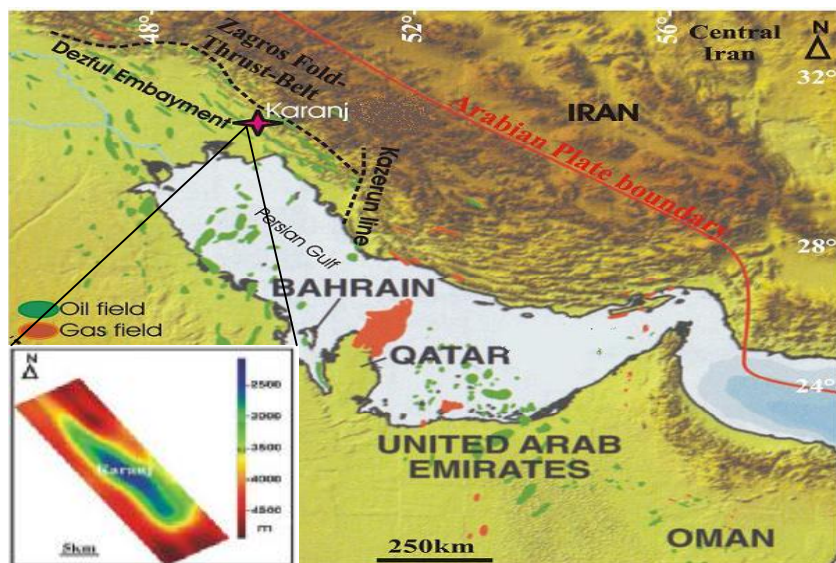 48
52
56
Central
Iran
N
32°
Zagros Fold-
Thrust-Belt
Dezful Embayment
Karanj
IRAN
Arabian Plate boundary
Kazerun line
Persian Gulf
28°
BAHRAIN
Oil field
Gas field
QATAR
24°
UNITED ARAB
EMIRATES
OMAN
250km
N
2500
3000
3500
4000
4500
m
Karanj
5km